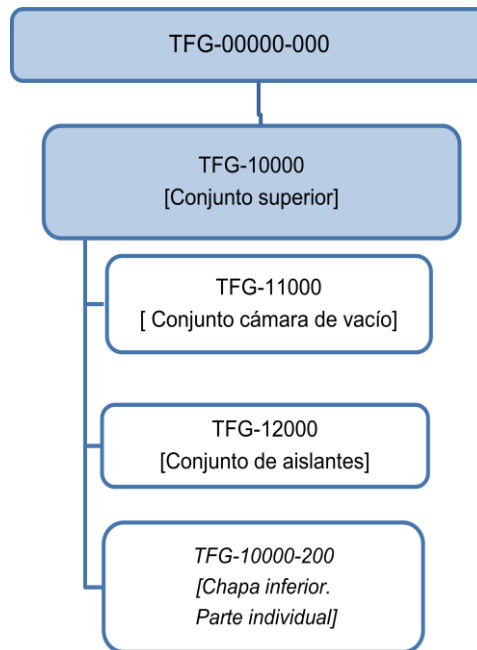 TFG-00000-000
TFG-10000
[Conjunto superior]
TFG-11000
[ Conjunto cámara de vacío]
TFG-12000
[Conjunto de aislantes]
TFG-10000-200
[Chapa inferior.
Parte individual]